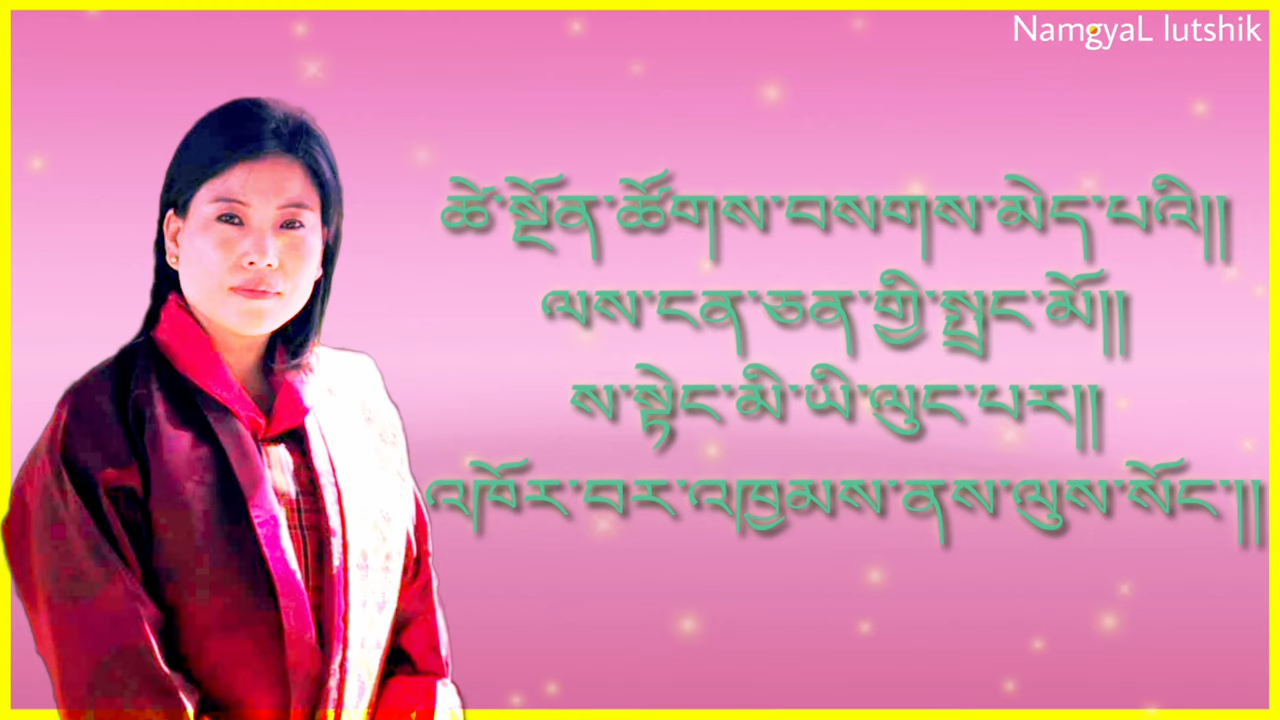 NamgyaL lutshik
ཚེ་སྔོན་ཚོགས་བསགས་མེད་པའི།།
ལས་ངན་ཅན་གྱི་སྤྲང་མོ།།
ས་སྟེང་མི་ཡི་ལུང་པར།།
འཁོར་བར་འཁྱམས་ནས་ལུས་སོང་།།